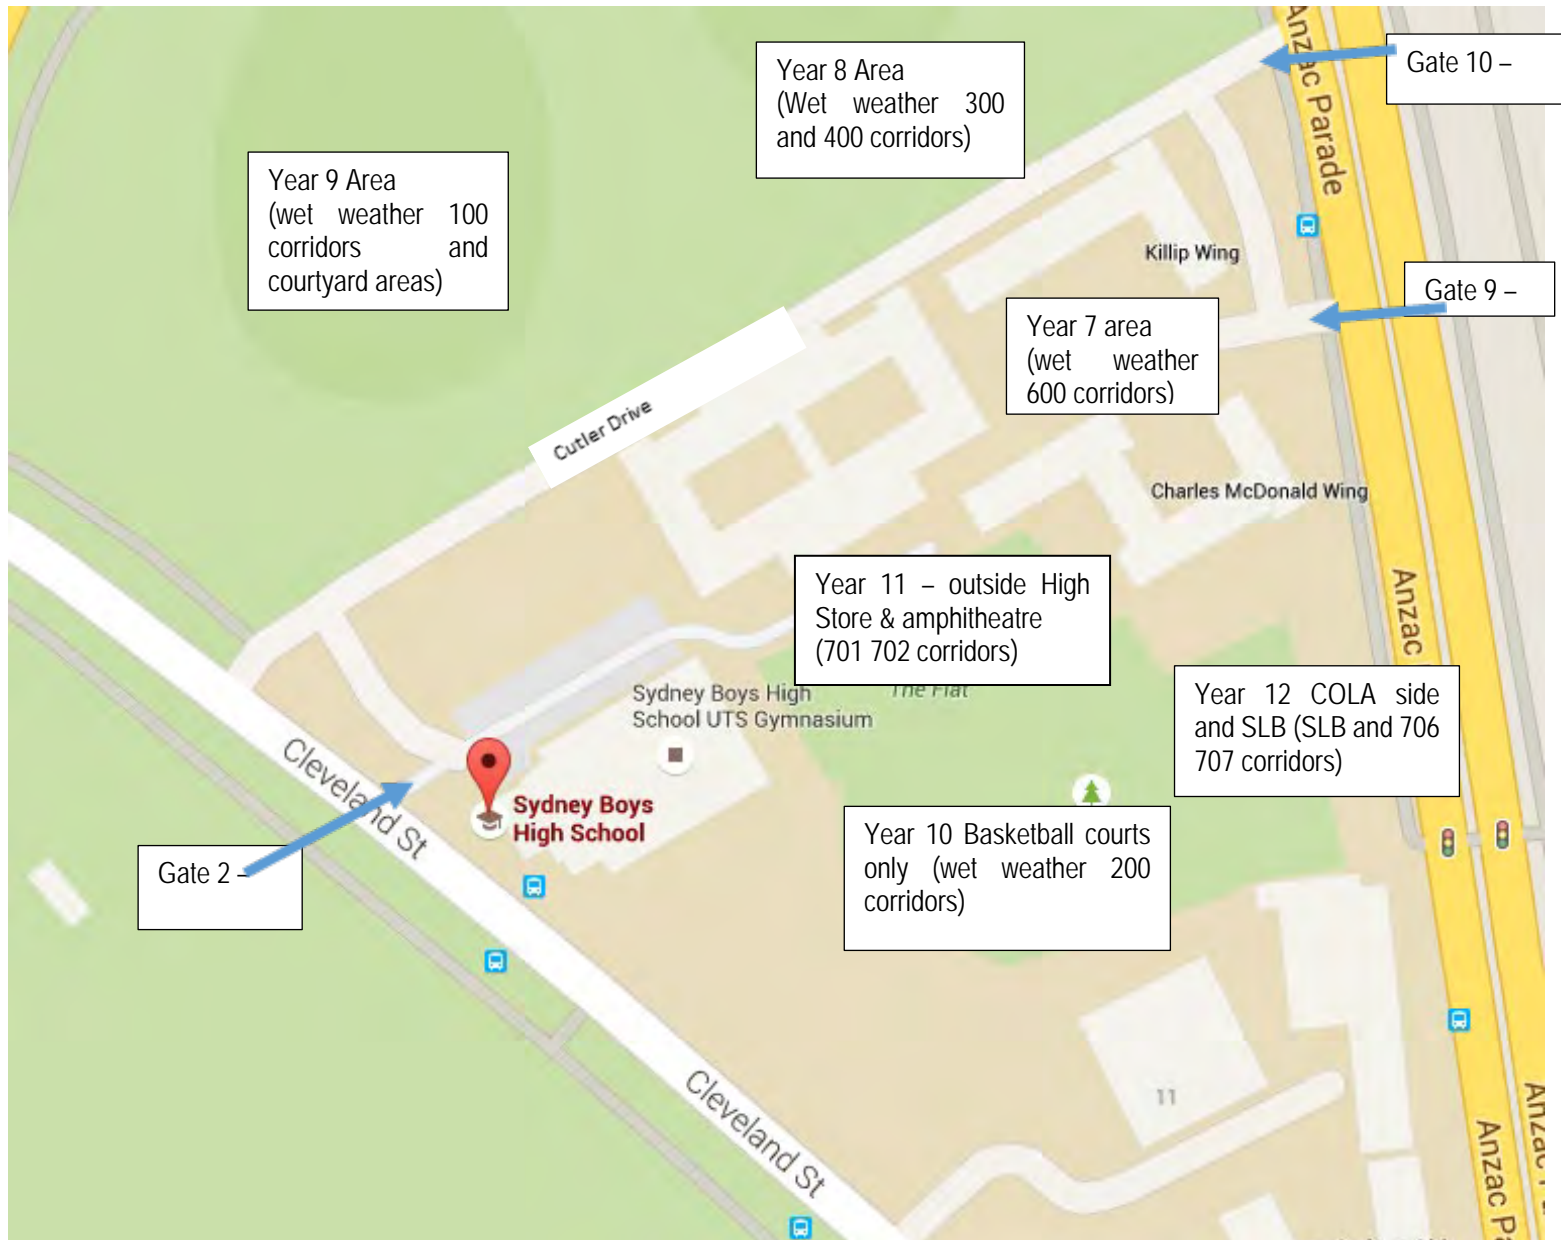 Anzac Parade
Gate 10 –
Year 8 Area
(Wet weather 300
and 400 corridors)
Year 9 Area
(wet weather 100
corridors and
courtyard areas)
Killip Wing
Gate 9 –
Year 7 area
(wet weather
600 corridors)
Cutler Drive
Charles McDonald Wing
Year 11 – outside High
Store & amphitheatre
(701 702 corridors)
Anzac
The Flat
Sydney Boys High
School UTS Gymnasium
Year 12 COLA side
and SLB (SLB and 706
707 corridors)
Cleveland St
Sydney Boys
High School
Year 10 Basketball courts
only (wet weather 200
corridors)
Gate 2 –
11
Cleveland St
Anzac Pa
Anzac